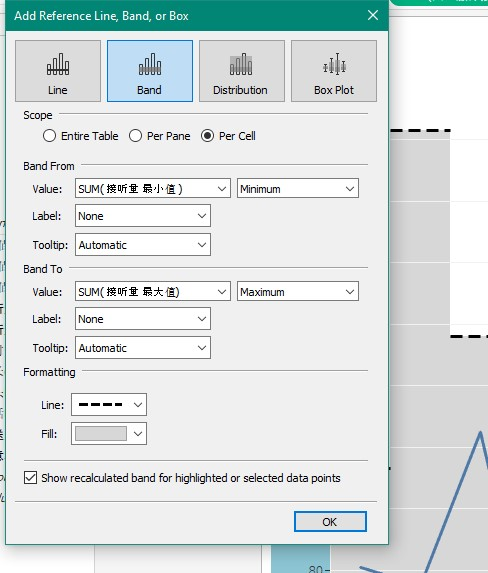 Add Reference Line, Band, or Box
Line
Band
Distribution
Box Plot
Scope
Entire Table
Per Pane
Per Cell
Band From
Value: SUM(接听量 最小值) Minimum
Label: None
Tooltip: Automatic
Band To
Value: SUM(接听量 最大值) Maximum
Label: None
Tooltip: Automatic
Formatting
Line:
Fill:
Show recalculated band for highlighted or selected data points
OK
80